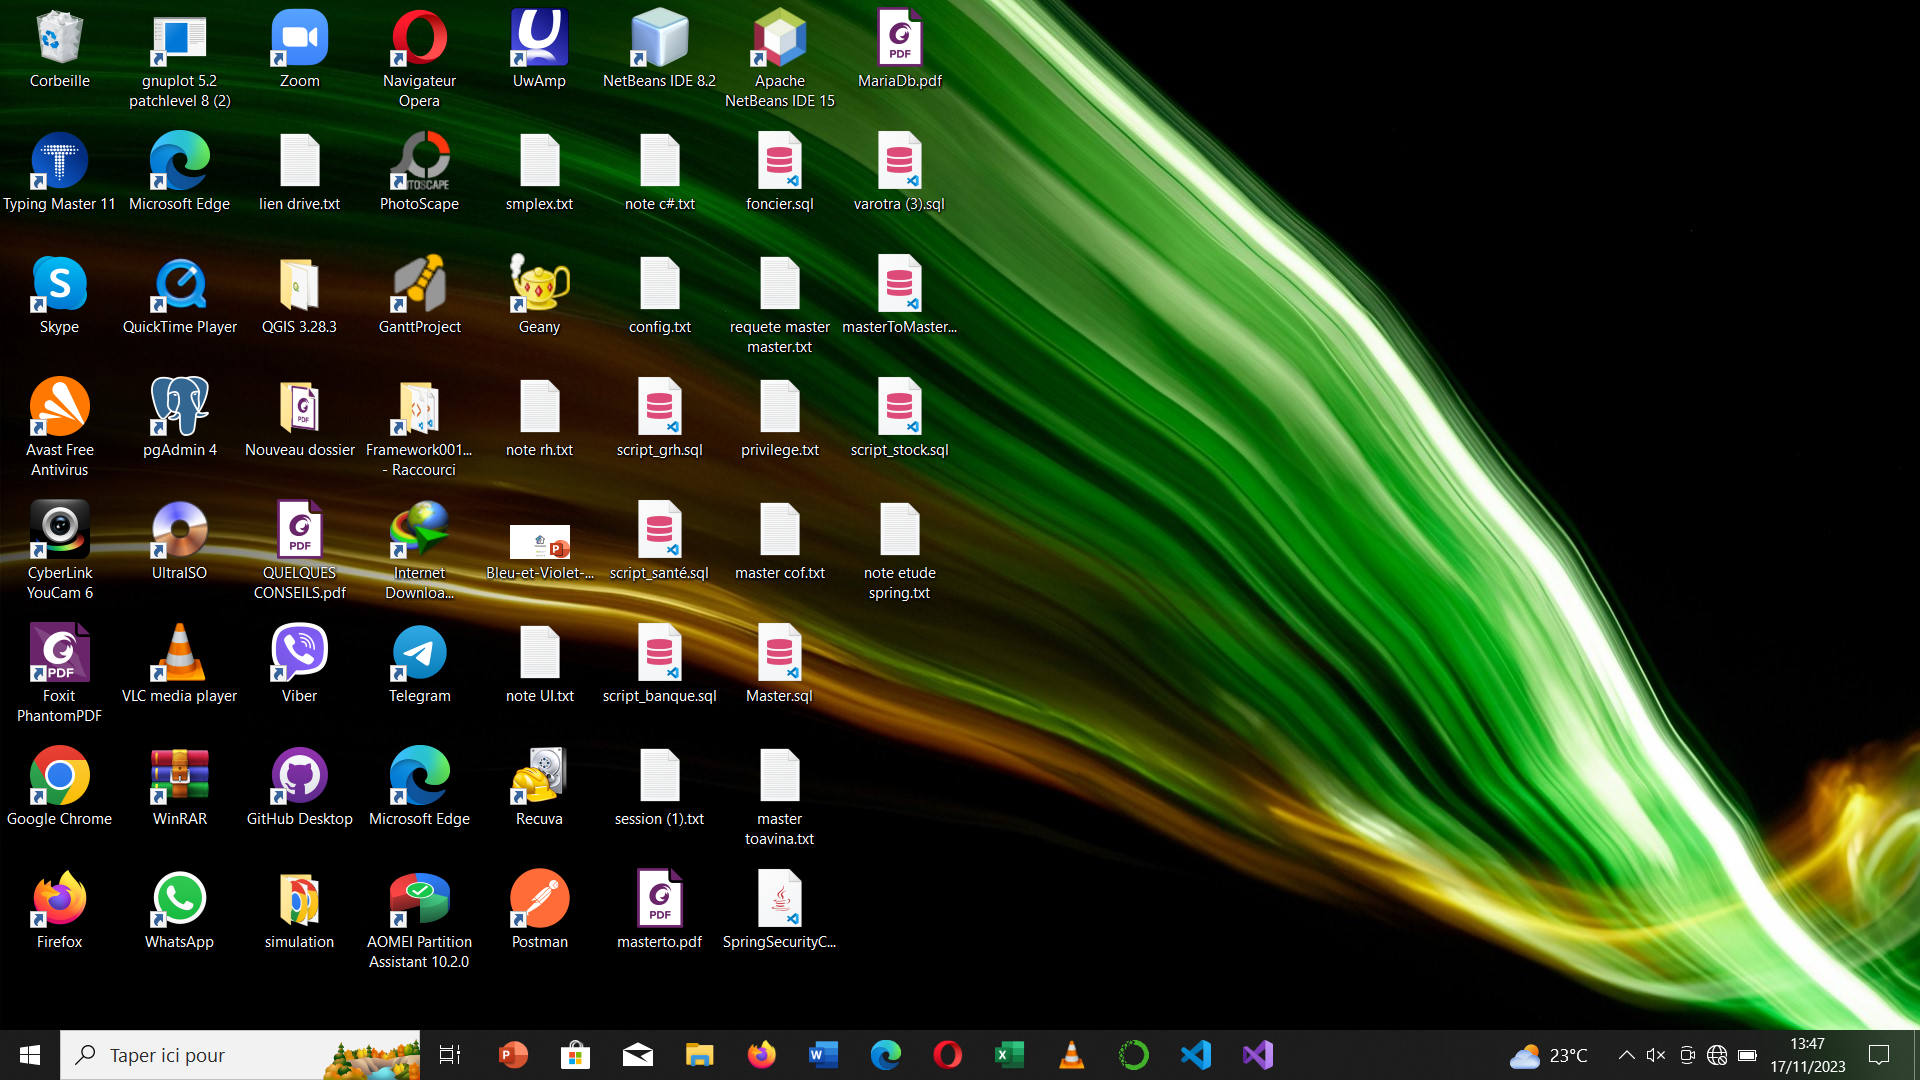 Corbeille
gnuplot 5.2
patchlevel 8 (2)
Zoom
Navigateur
Opera
UwAmp
NetBeans IDE 8.2
Apache
NetBeans IDE 15
PDF
MariaDb.pdf
Typing Master 11
Microsoft Edge
lien drive.txt
PhotoScape
smplex.txt
note c#.txt
foncier.sql
varotra (3).sql
Skype
QuickTime Player
QGIS 3.28.3
GanttProject
Geany
config.txt
requete master
master.txt
masterToMaster...
Avast Free
Antivirus
pgAdmin 4
PDF
Nouveau dossier
Framework001...
- Raccourci
note rh.txt
script_grh.sql
privilege.txt
script_stock.sql
CyberLink
YouCam 6
UltraISO
PDF
QUELQUES
CONSEILS.pdf
Internet
Downloa...
Bleu-et-Violet-...
script_santé.sql
master cof.txt
note etude
spring.txt
PDF
Foxit
PhantomPDF
VLC media player
Viber
Telegram
note UI.txt
script_banque.sql
Master.sql
Google Chrome
WinRAR
GitHub Desktop
Microsoft Edge
Recuva
session (1).txt
master
toavina.txt
Firefox
WhatsApp
simulation
AOMEI Partition
Assistant 10.2.0
Postman
PDF
masterto.pdf
SpringSecurityC...
Taper ici pour
23°C
13:47
17/11/2023